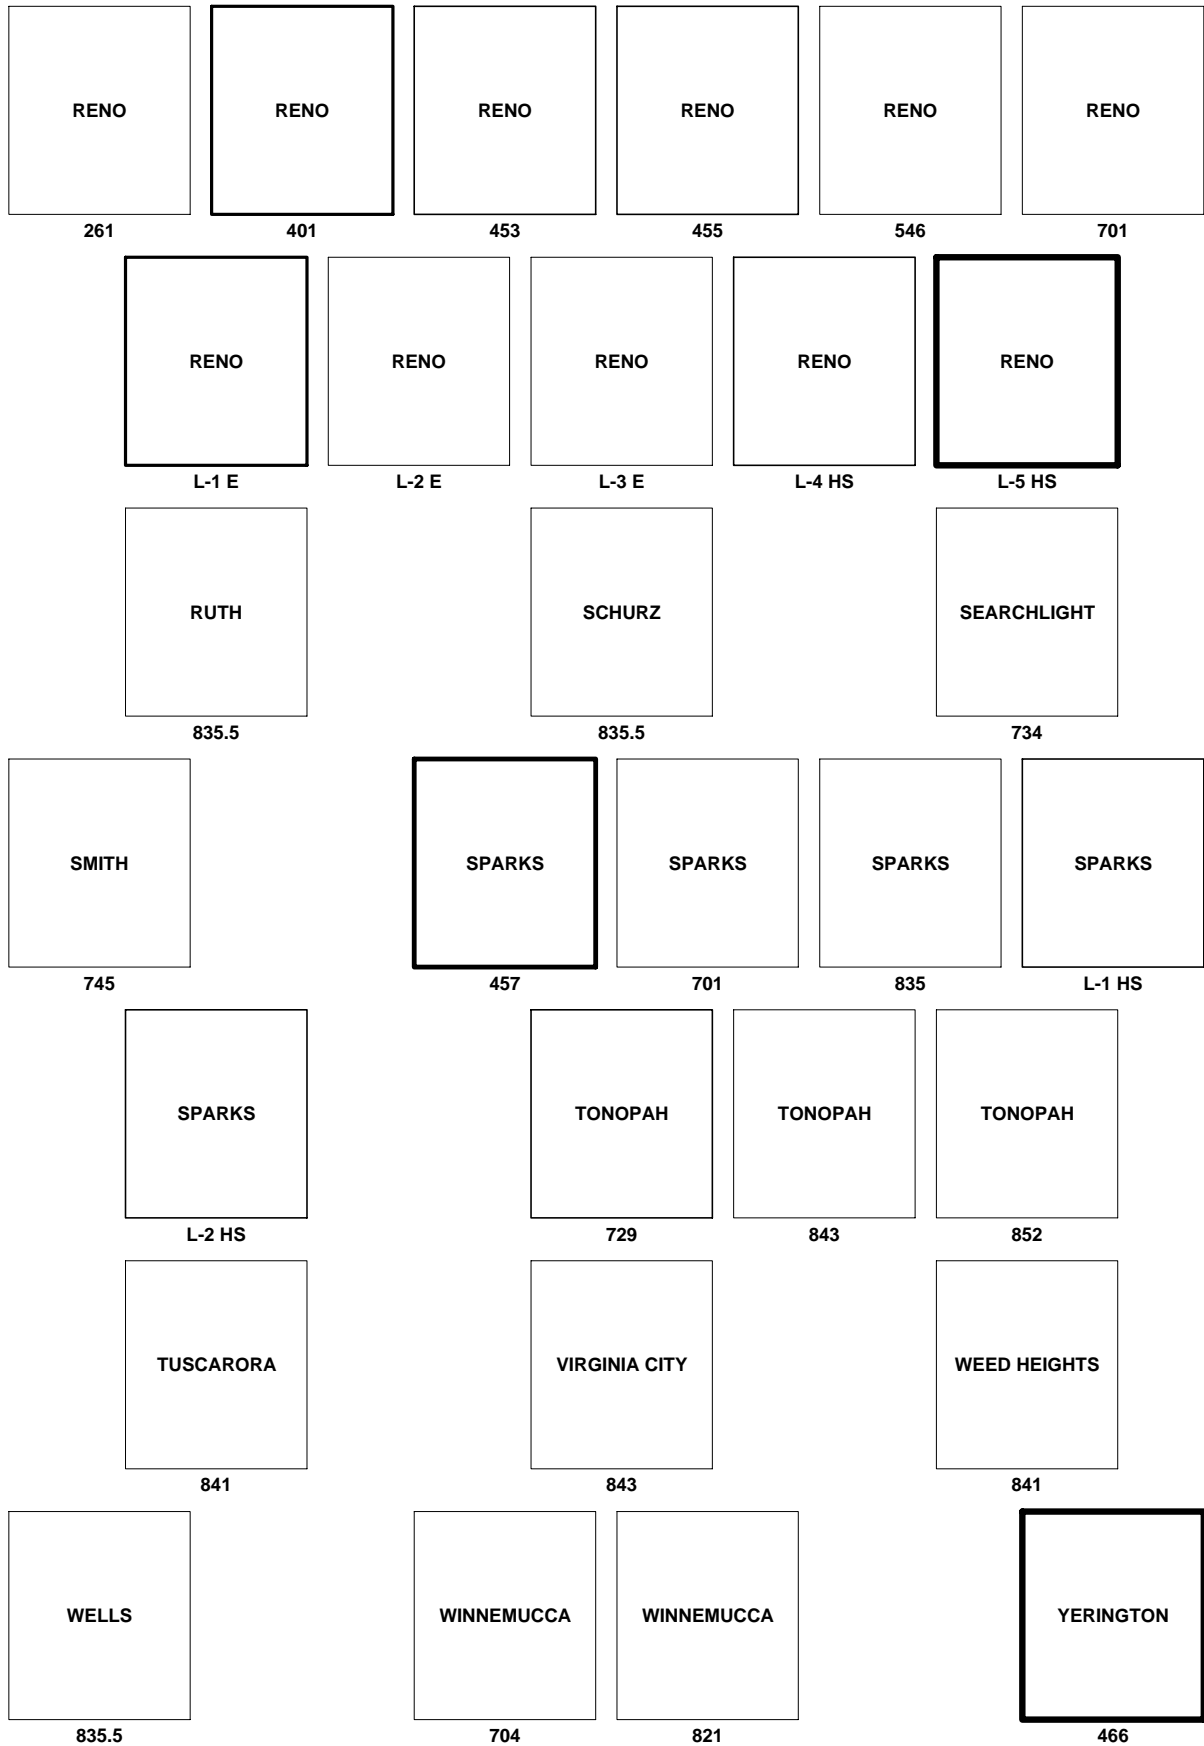 RENO RENO RENO RENO RENO RENO
261 401 453 455 546 701
RENO RENO RENO RENO RENO
L-1 E L-2 E L-3 E L-4 HS L-5 HS
RUTH SCHURZ SEARCHLIGHT
835.5 835.5 734
SMITH SPARKS SPARKS SPARKS SPARKS
745 457 701 835 L-1 HS
SPARKS TONOPAH TONOPAH TONOPAH
L-2 HS 729 843 852
TUSCARORA VIRGINIA CITY WEED HEIGHTS
841 843 841
WELLS WINNEMUCCA WINNEMUCCA YERINGTON
835.5 704 821 466